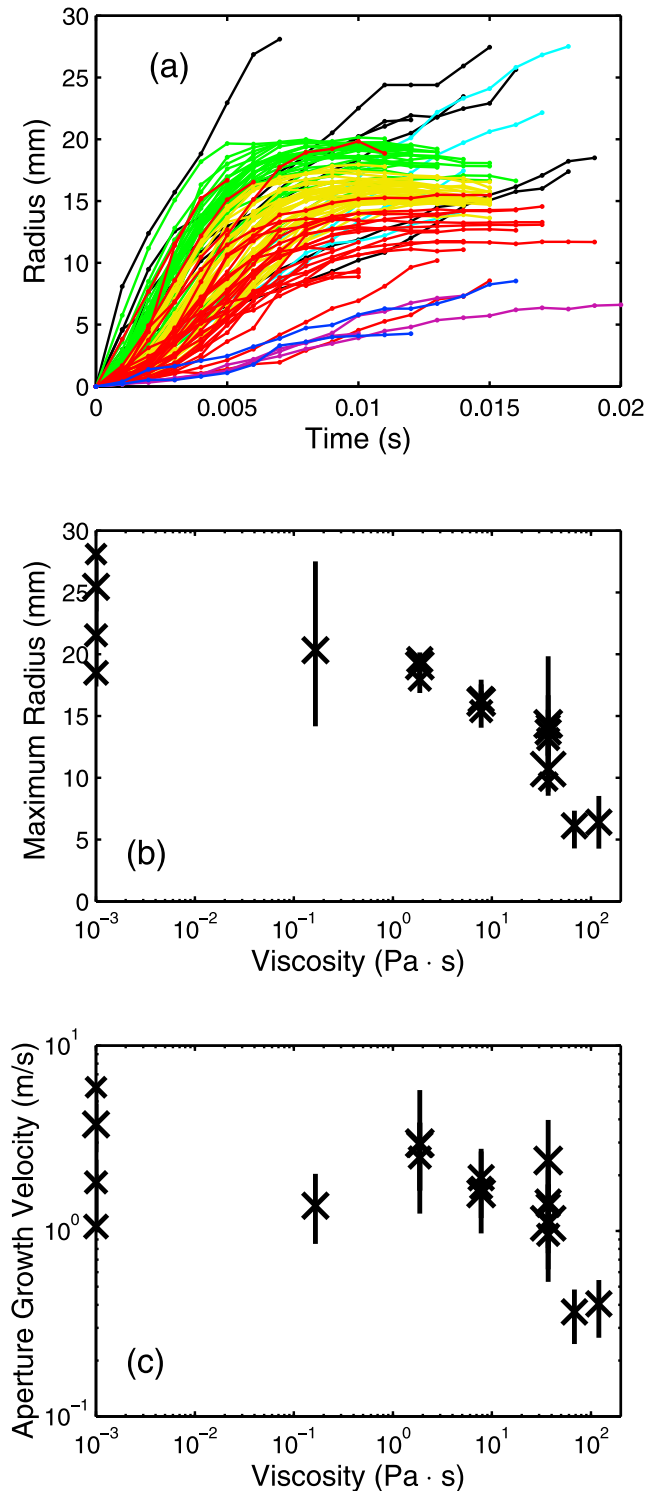 30
25
20
15
10
5
0
(a)
Radius (mm)
0 0.005 0.01 0.015 0.02
Time (s)
30
25
20
15
10
5
0
(b)
Maximum Radius (mm)
10⁻³ 10⁻² 10⁻¹ 10⁰ 10¹ 10²
Viscosity (Pa · s)
10¹
10⁰
10⁻¹
(c)
Aperture Growth Velocity (m/s)
10⁻³ 10⁻² 10⁻¹ 10⁰ 10¹ 10²
Viscosity (Pa · s)